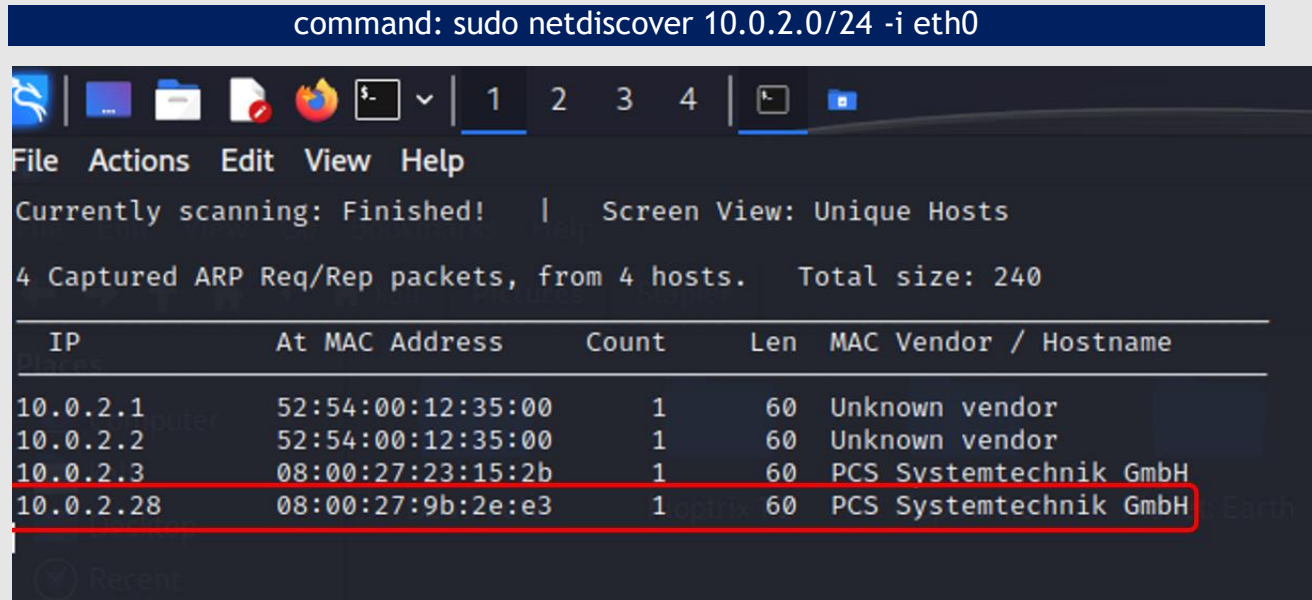 command: sudo netdiscover 10.0.2.0/24 -i eth0
1 2 3 4
File Actions Edit View Help
Currently scanning: Finished! | Screen View: Unique Hosts
4 Captured ARP Req/Rep packets, from 4 hosts. Total size: 240
IP At MAC Address Count Len MAC Vendor / Hostname
Places
10.0.2.1 52:54:00:12:35:00 1 60 Unknown vendor
Computer
10.0.2.2 52:54:00:12:35:00 1 60 Unknown vendor
10.0.2.3 08:00:27:23:15:2b 1 60 PCS Systemtechnik GmbH
10.0.2.28 08:00:27:9b:2e:e3 1 60 PCS Systemtechnik GmbH
Desktop Earth
Recent